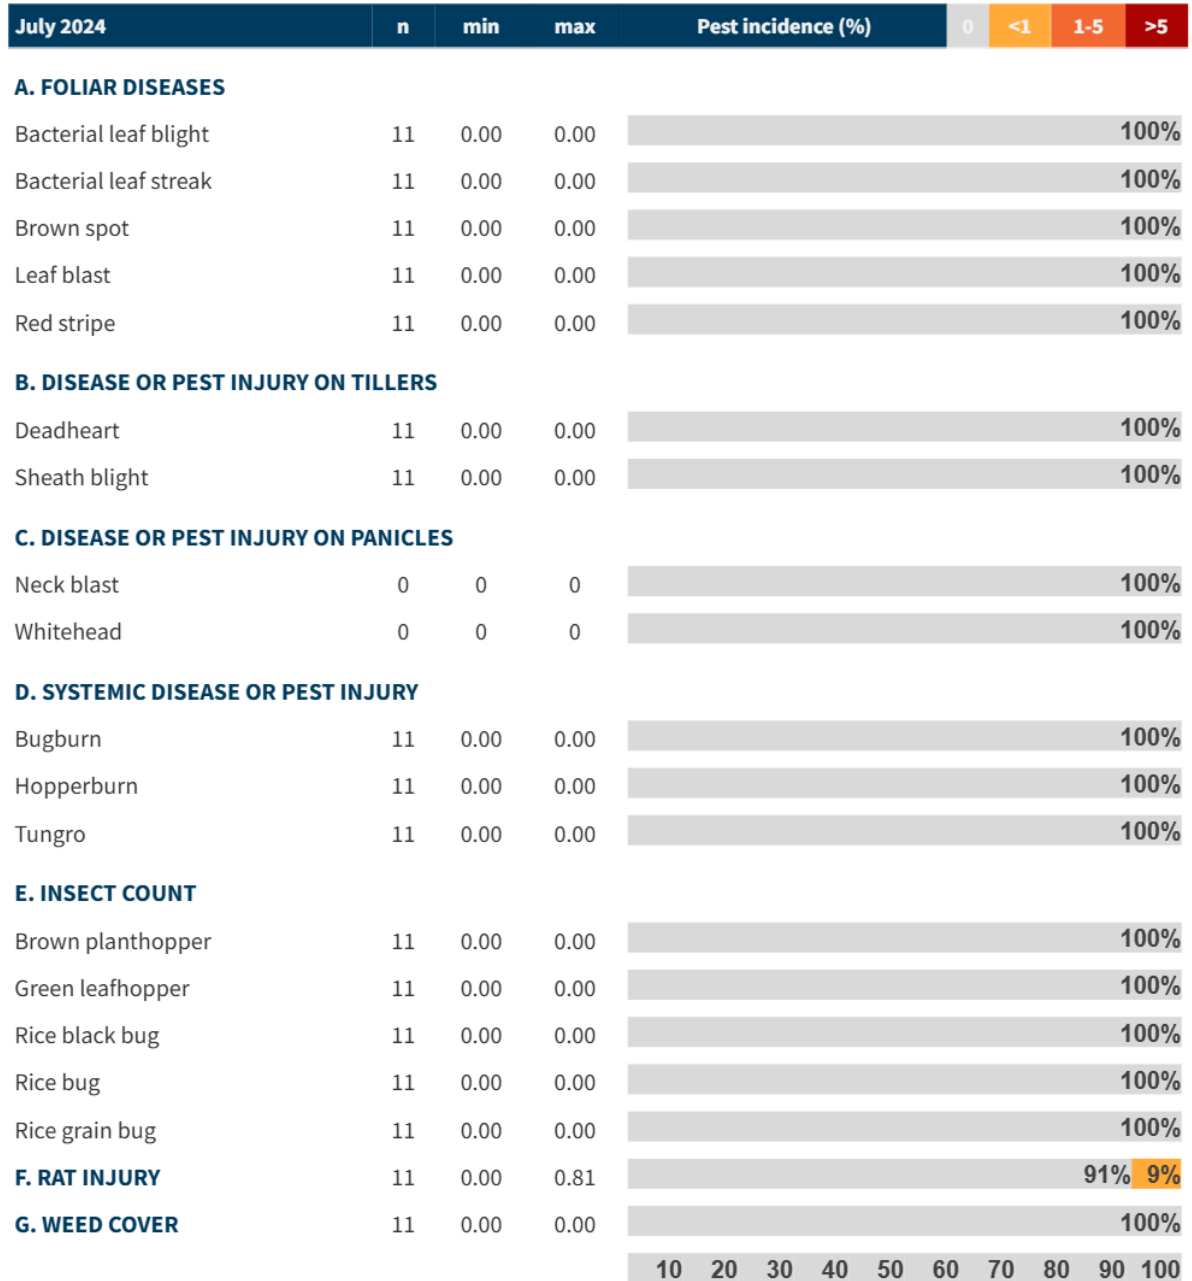 July 2024 n min max Pest incidence (%) 0 <1 1-5 >5
A. FOLIAR DISEASES
Bacterial leaf blight 11 0.00 0.00 100%
Bacterial leaf streak 11 0.00 0.00 100%
Brown spot 11 0.00 0.00 100%
Leaf blast 11 0.00 0.00 100%
Red stripe 11 0.00 0.00 100%
B. DISEASE OR PEST INJURY ON TILLERS
Deadheart 11 0.00 0.00 100%
Sheath blight 11 0.00 0.00 100%
C. DISEASE OR PEST INJURY ON PANICLES
Neck blast 0 0 0 100%
Whitehead 0 0 0 100%
D. SYSTEMIC DISEASE OR PEST INJURY
Bugburn 11 0.00 0.00 100%
Hopperburn 11 0.00 0.00 100%
Tungro 11 0.00 0.00 100%
E. INSECT COUNT
Brown planthopper 11 0.00 0.00 100%
Green leafhopper 11 0.00 0.00 100%
Rice black bug 11 0.00 0.00 100%
Rice bug 11 0.00 0.00 100%
Rice grain bug 11 0.00 0.00 100%
F. RAT INJURY 11 0.00 0.81 91% 9%
G. WEED COVER 11 0.00 0.00 100%
10 20 30 40 50 60 70 80 90 100